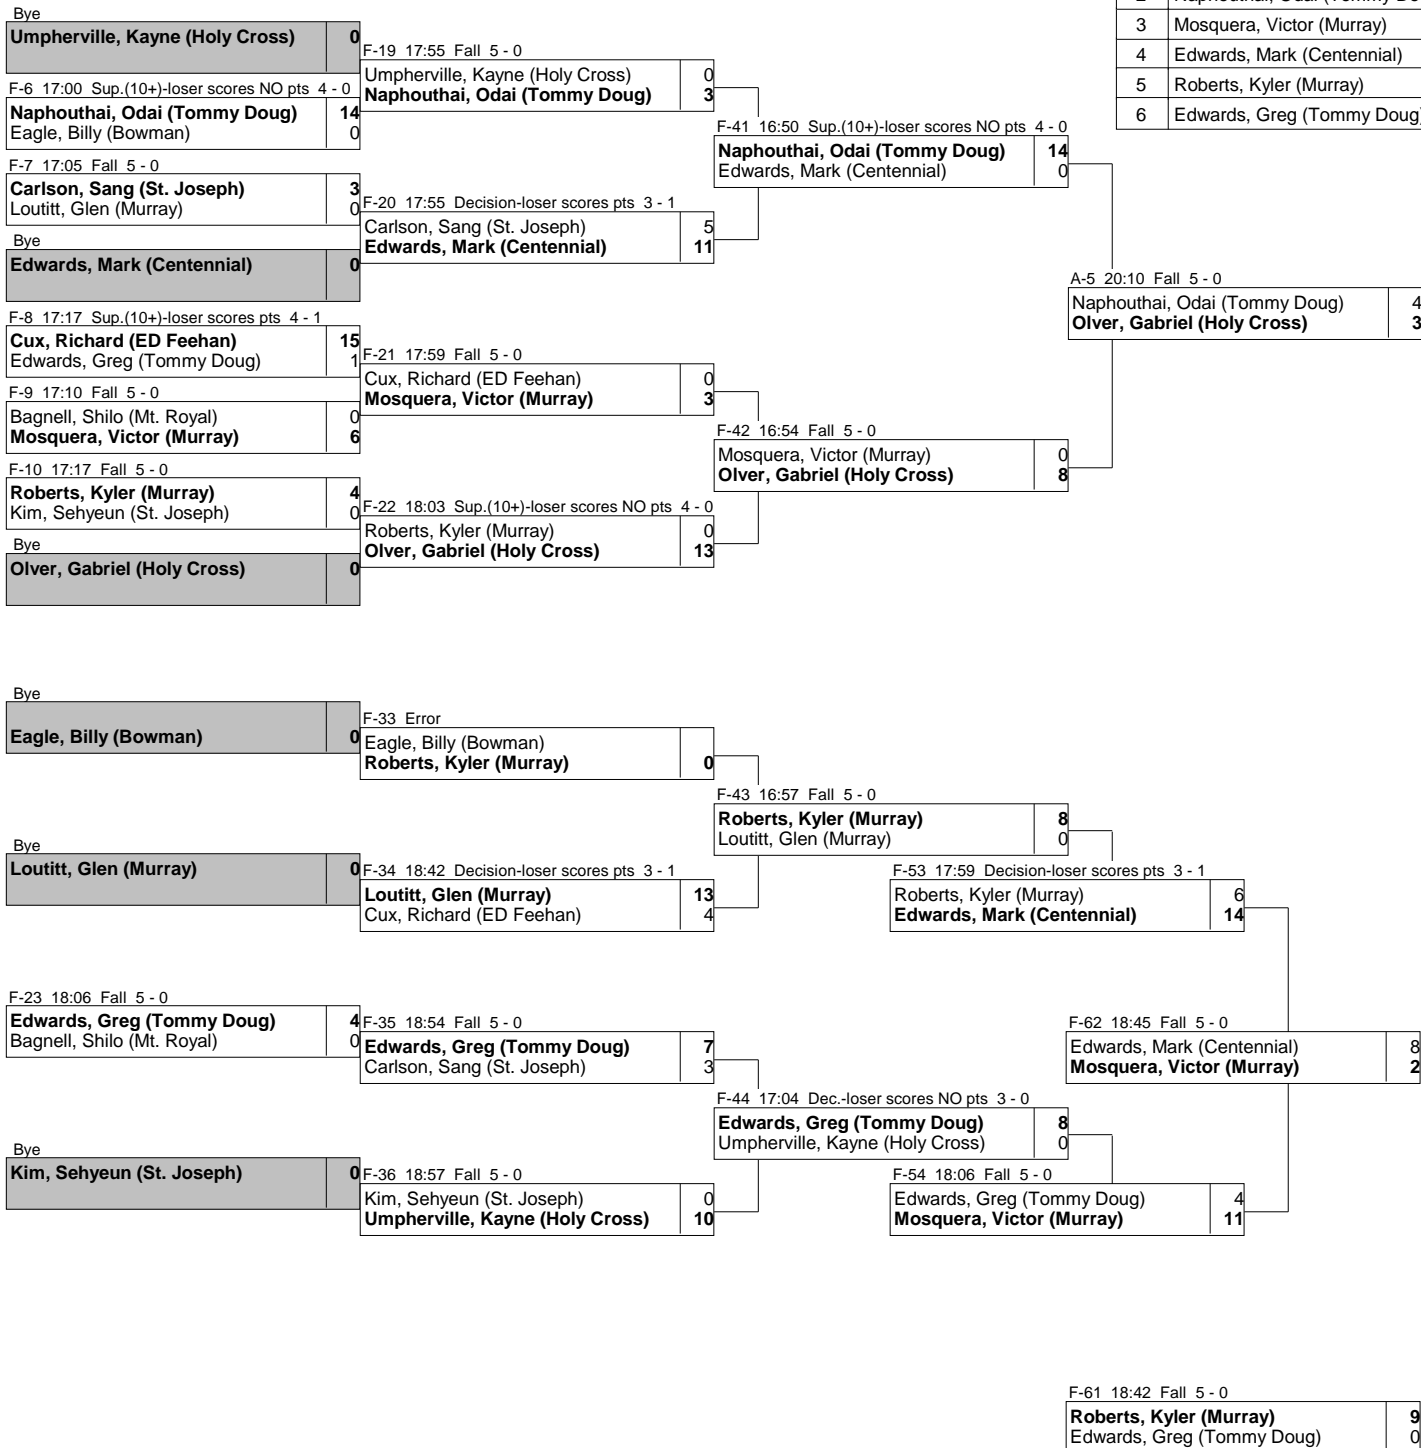 Bye
Umpherville, Kayne (Holy Cross) 0
F-6 17:00 Sup.(10+)-loser scores NO pts 4 - 0
Naphouthai, Odai (Tommy Doug) 14
Eagle, Billy (Bowman) 0
F-7 17:05 Fall 5 - 0
Carlson, Sang (St. Joseph) 3
Loutitt, Glen (Murray) 0
Bye
Edwards, Mark (Centennial) 0
F-8 17:17 Sup.(10+)-loser scores pts 4 - 1
Cux, Richard (ED Feehan) 15
Edwards, Greg (Tommy Doug) 1
F-9 17:10 Fall 5 - 0
Bagnell, Shilo (Mt. Royal) 0
Mosquera, Victor (Murray) 6
F-10 17:17 Fall 5 - 0
Roberts, Kyler (Murray) 4
Kim, Sehyeun (St. Joseph) 0
Bye
Olver, Gabriel (Holy Cross) 0
F-19 17:55 Fall 5 - 0
Umpherville, Kayne (Holy Cross) 0
Naphouthai, Odai (Tommy Doug) 3
F-20 17:55 Decision-loser scores pts 3 - 1
Carlson, Sang (St. Joseph) 5
Edwards, Mark (Centennial) 11
F-21 17:59 Fall 5 - 0
Cux, Richard (ED Feehan) 0
Mosquera, Victor (Murray) 3
F-22 18:03 Sup.(10+)-loser scores NO pts 4 - 0
Roberts, Kyler (Murray) 0
Olver, Gabriel (Holy Cross) 13
F-41 16:50 Sup.(10+)-loser scores NO pts 4 - 0
Naphouthai, Odai (Tommy Doug) 14
Edwards, Mark (Centennial) 0
F-42 16:54 Fall 5 - 0
Mosquera, Victor (Murray) 0
Olver, Gabriel (Holy Cross) 8
A-5 20:10 Fall 5 - 0
Naphouthai, Odai (Tommy Doug) 4
Olver, Gabriel (Holy Cross) 3
3 Mosquera, Victor (Murray)
4 Edwards, Mark (Centennial)
5 Roberts, Kyler (Murray)
6 Edwards, Greg (Tommy Doug)
Bye
Eagle, Billy (Bowman) 0
Bye
Loutitt, Glen (Murray) 0
F-23 18:06 Fall 5 - 0
Edwards, Greg (Tommy Doug) 4
Bagnell, Shilo (Mt. Royal) 0
Bye
Kim, Sehyeun (St. Joseph) 0
F-33 Error
Eagle, Billy (Bowman)
Roberts, Kyler (Murray) 0
F-34 18:42 Decision-loser scores pts 3 - 1
Loutitt, Glen (Murray) 13
Cux, Richard (ED Feehan) 4
F-35 18:54 Fall 5 - 0
Edwards, Greg (Tommy Doug) 7
Carlson, Sang (St. Joseph) 3
F-36 18:57 Fall 5 - 0
Kim, Sehyeun (St. Joseph) 0
Umpherville, Kayne (Holy Cross) 10
F-43 16:57 Fall 5 - 0
Roberts, Kyler (Murray) 8
Loutitt, Glen (Murray) 0
F-44 17:04 Dec.-loser scores NO pts 3 - 0
Edwards, Greg (Tommy Doug) 8
Umpherville, Kayne (Holy Cross) 0
F-53 17:59 Decision-loser scores pts 3 - 1
Roberts, Kyler (Murray) 6
Edwards, Mark (Centennial) 14
F-54 18:06 Fall 5 - 0
Edwards, Greg (Tommy Doug) 4
Mosquera, Victor (Murray) 11
F-62 18:45 Fall 5 - 0
Edwards, Mark (Centennial) 8
Mosquera, Victor (Murray) 2
F-61 18:42 Fall 5 - 0
Roberts, Kyler (Murray) 9
Edwards, Greg (Tommy Doug) 0